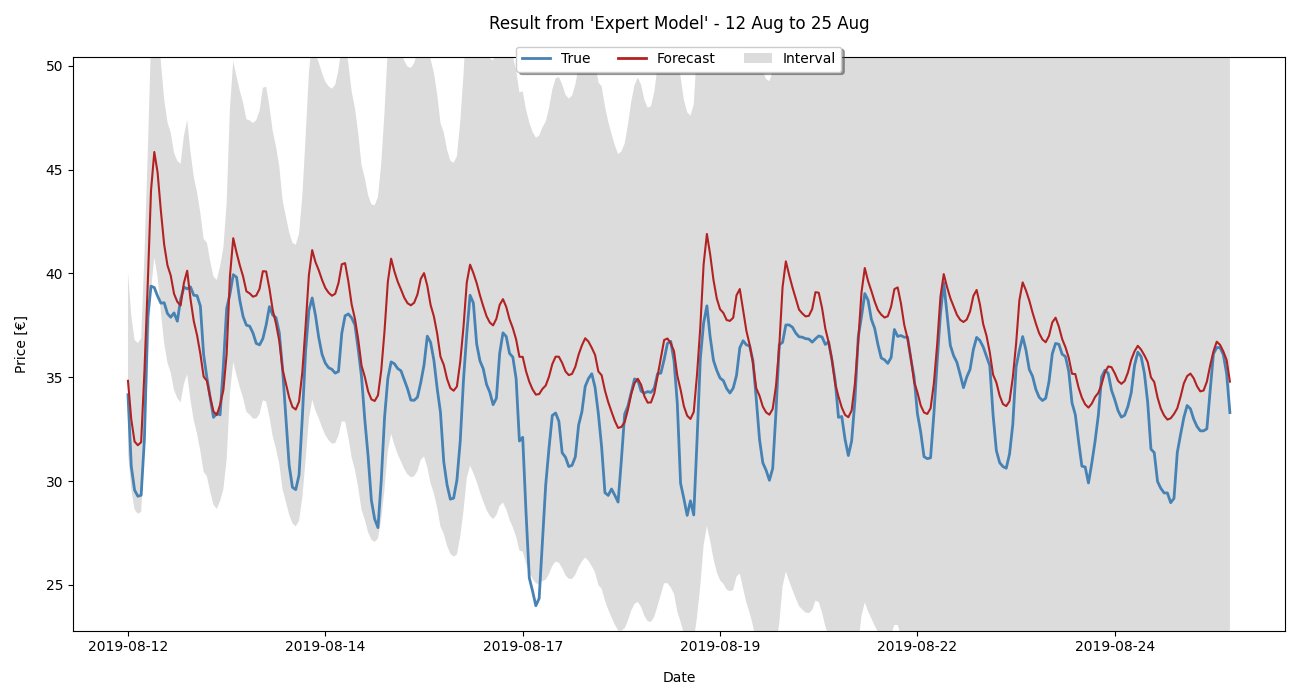 Result from 'Expert Model' - 12 Aug to 25 Aug
True Forecast Interval
50
45
40
35
30
25
Price [€]
2019-08-12 2019-08-14 2019-08-17 2019-08-19 2019-08-22 2019-08-24
Date